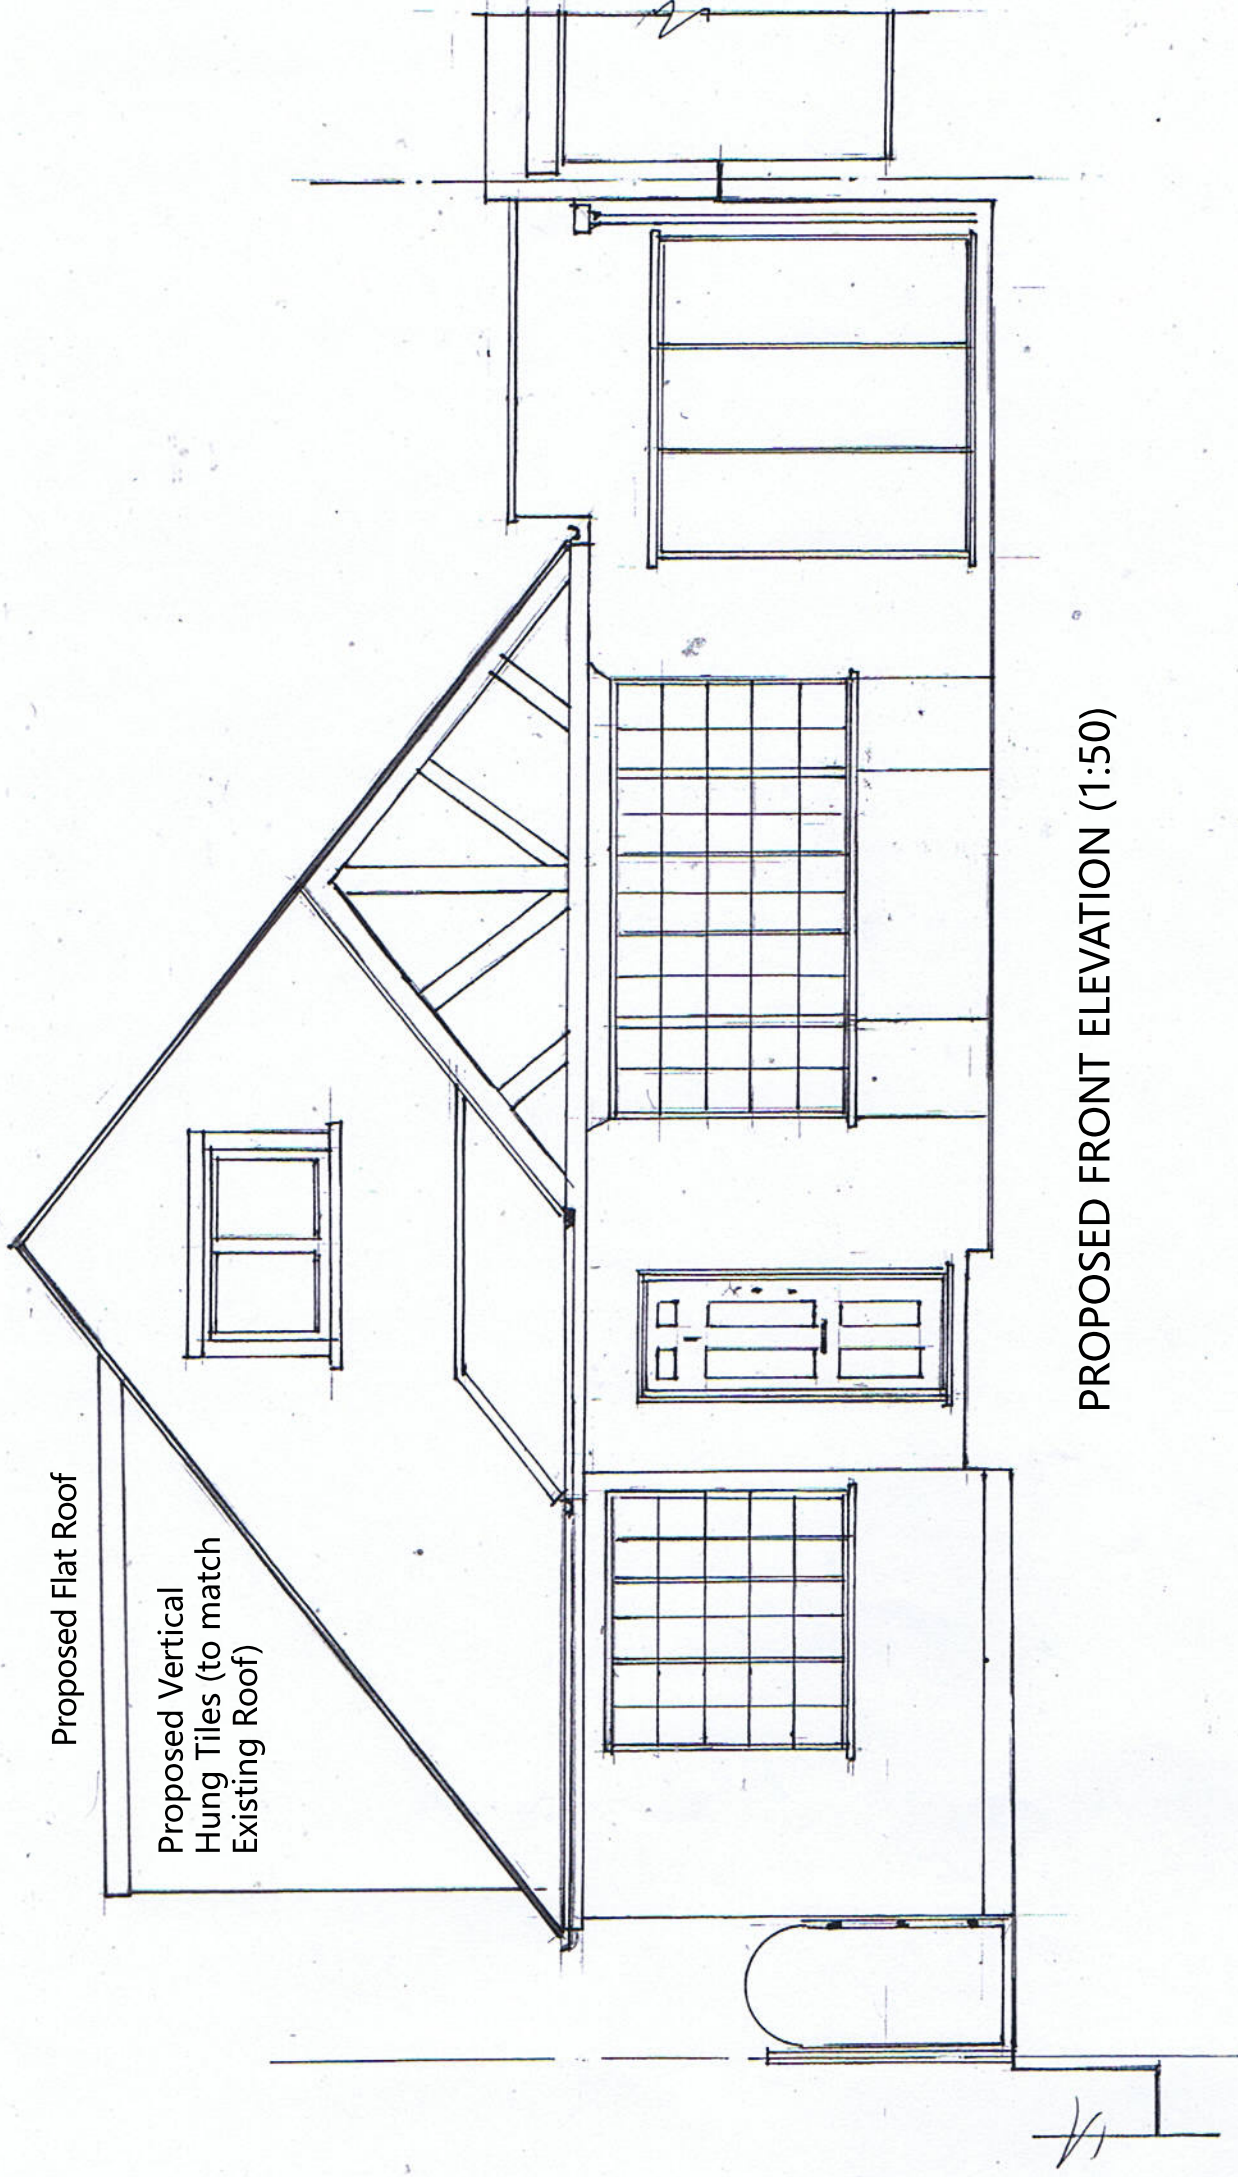 Proposed Flat Roof
Proposed Vertical
Hung Tiles (to match
Existing Roof)
PROPOSED FRONT ELEVATION (1:50)